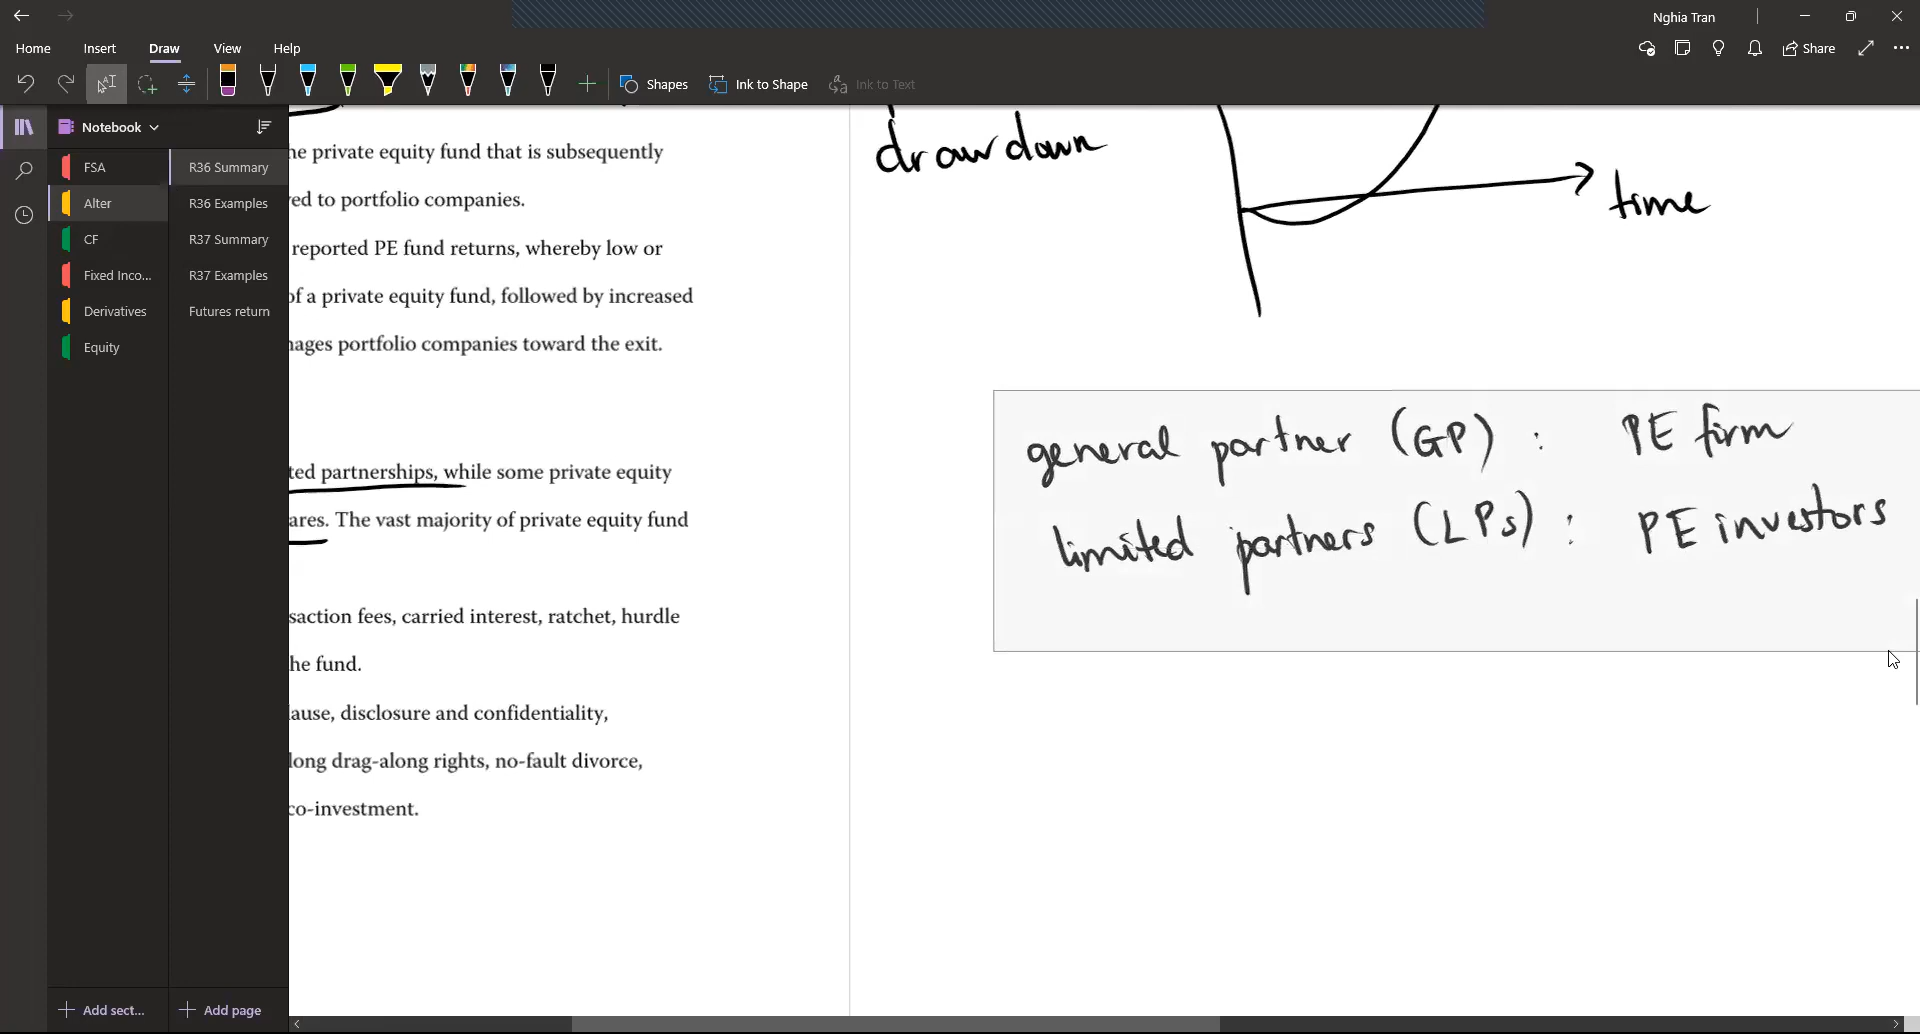 Nghia Tran
Home Insert Draw View Help
Share
Shapes Ink to Shape Ink to Text
Notebook
FSA
Alter
CF
Fixed Inco...
Derivatives
Equity
R36 Summary
R36 Examples
R37 Summary
R37 Examples
Futures return
he private equity fund that is subsequently
ved to portfolio companies.
reported PE fund returns, whereby low or
of a private equity fund, followed by increased
nages portfolio companies toward the exit.
ted partnerships, while some private equity
ares. The vast majority of private equity fund
saction fees, carried interest, ratchet, hurdle
he fund.
lause, disclosure and confidentiality,
long drag-along rights, no-fault divorce,
co-investment.
drawdown
time
general partner (GP) : PE firm
limited partners (LPs) : PE investors
Add sect... Add page